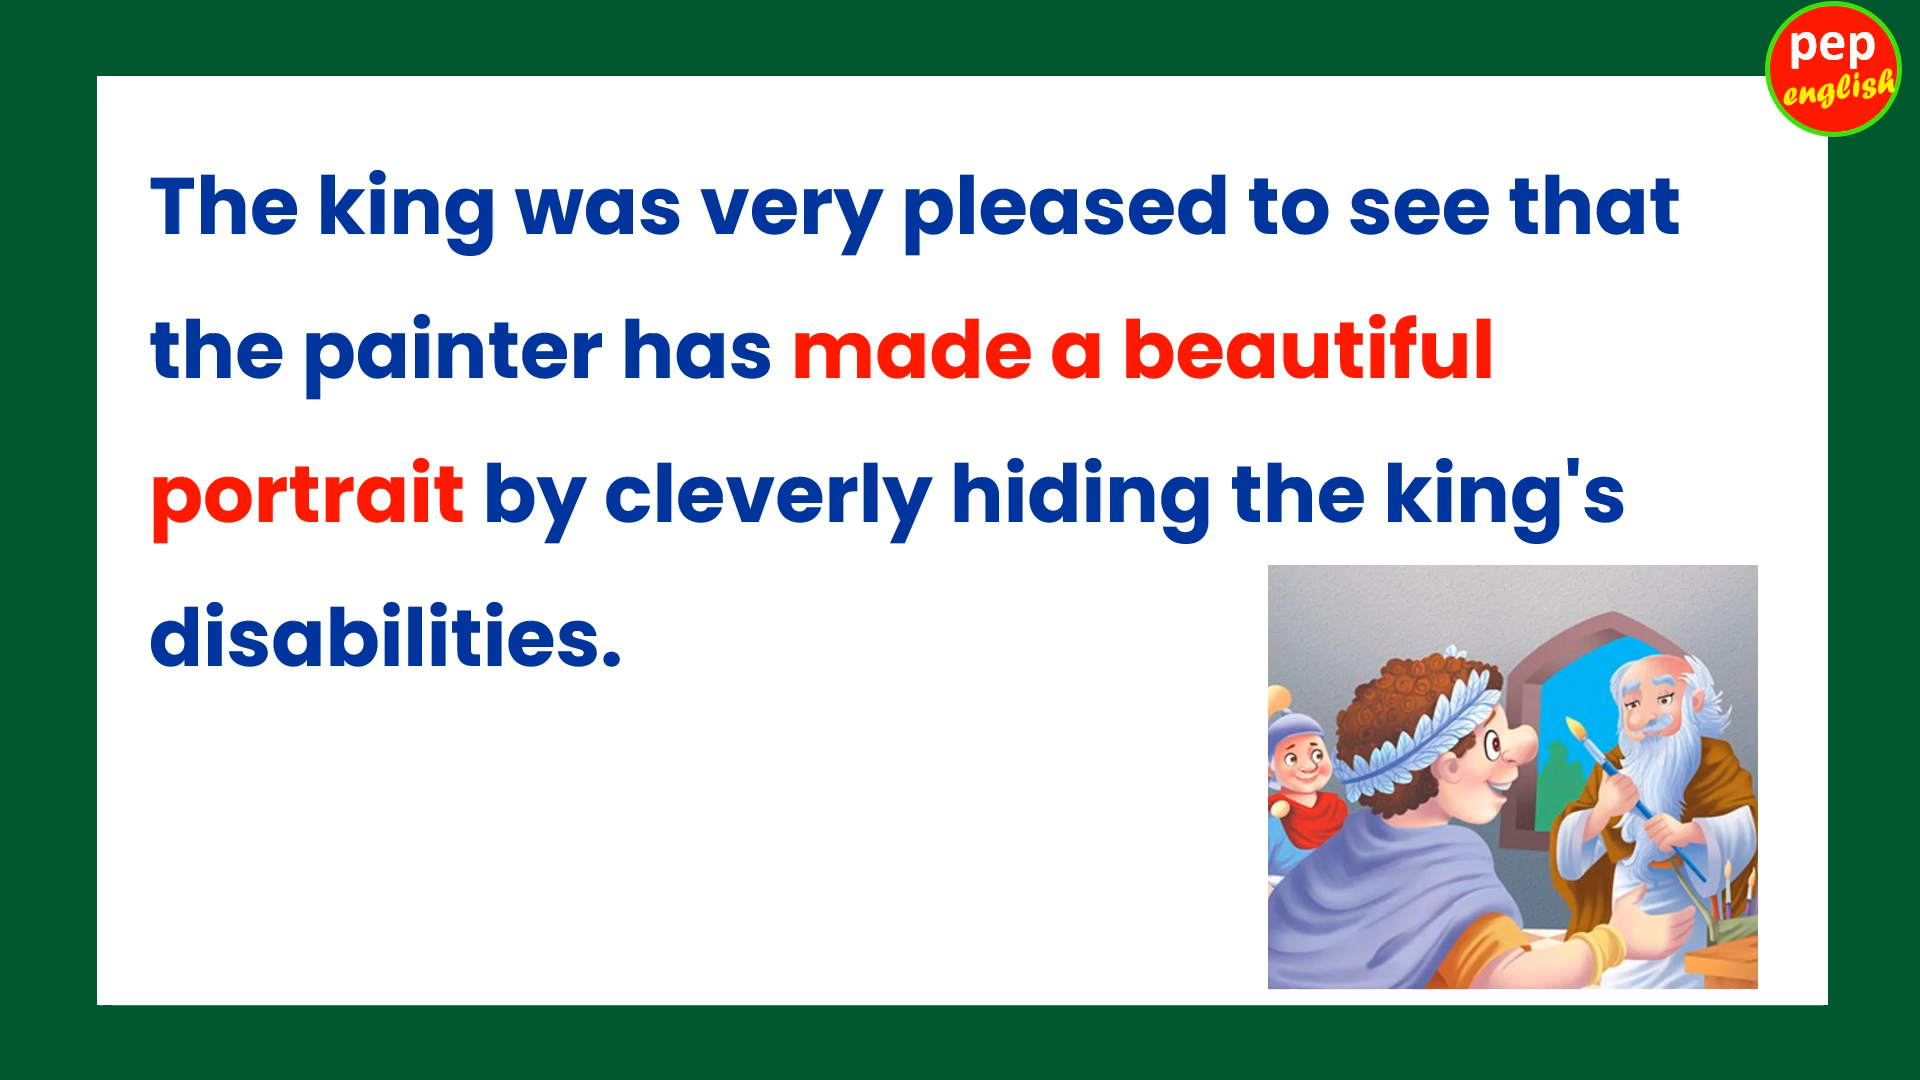 pep
english
The king was very pleased to see that
the painter has made a beautiful
portrait by cleverly hiding the king's
disabilities.